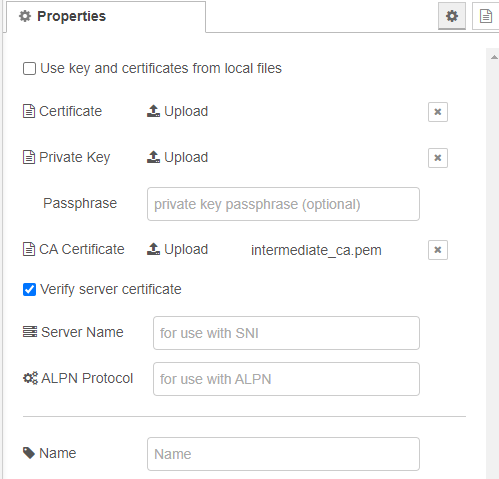 Properties
Use key and certificates from local files
Certificate Upload
Private Key Upload
Passphrase private key passphrase (optional)
CA Certificate Upload intermediate_ca.pem
Verify server certificate
Server Name for use with SNI
ALPN Protocol for use with ALPN
Name Name